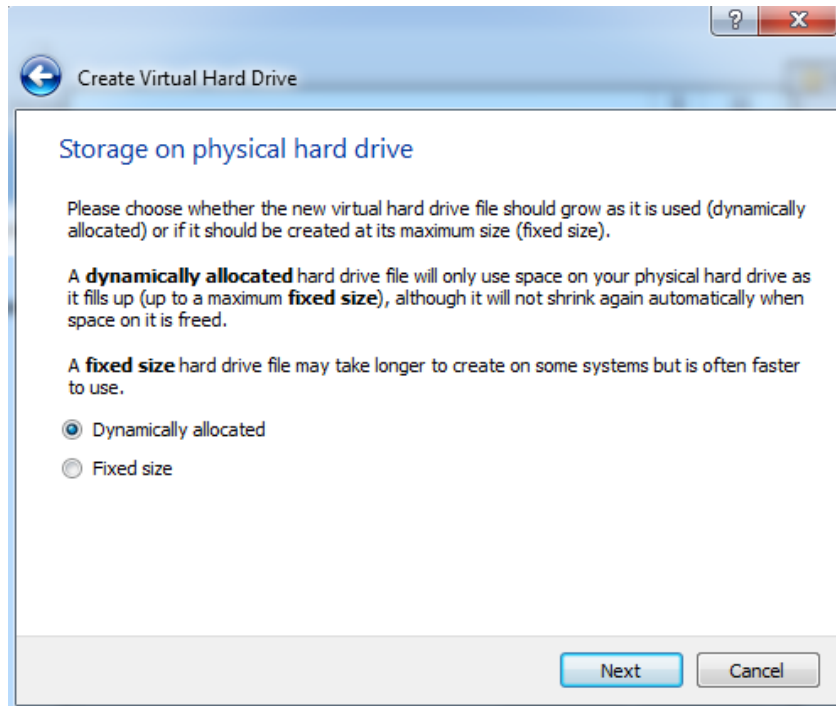 Create Virtual Hard Drive
Storage on physical hard drive
Please choose whether the new virtual hard drive file should grow as it is used (dynamically
allocated) or if it should be created at its maximum size (fixed size).
A dynamically allocated hard drive file will only use space on your physical hard drive as
it fills up (up to a maximum fixed size), although it will not shrink again automatically when
space on it is freed.
A fixed size hard drive file may take longer to create on some systems but is often faster
to use.
Dynamically allocated
Fixed size
Next Cancel